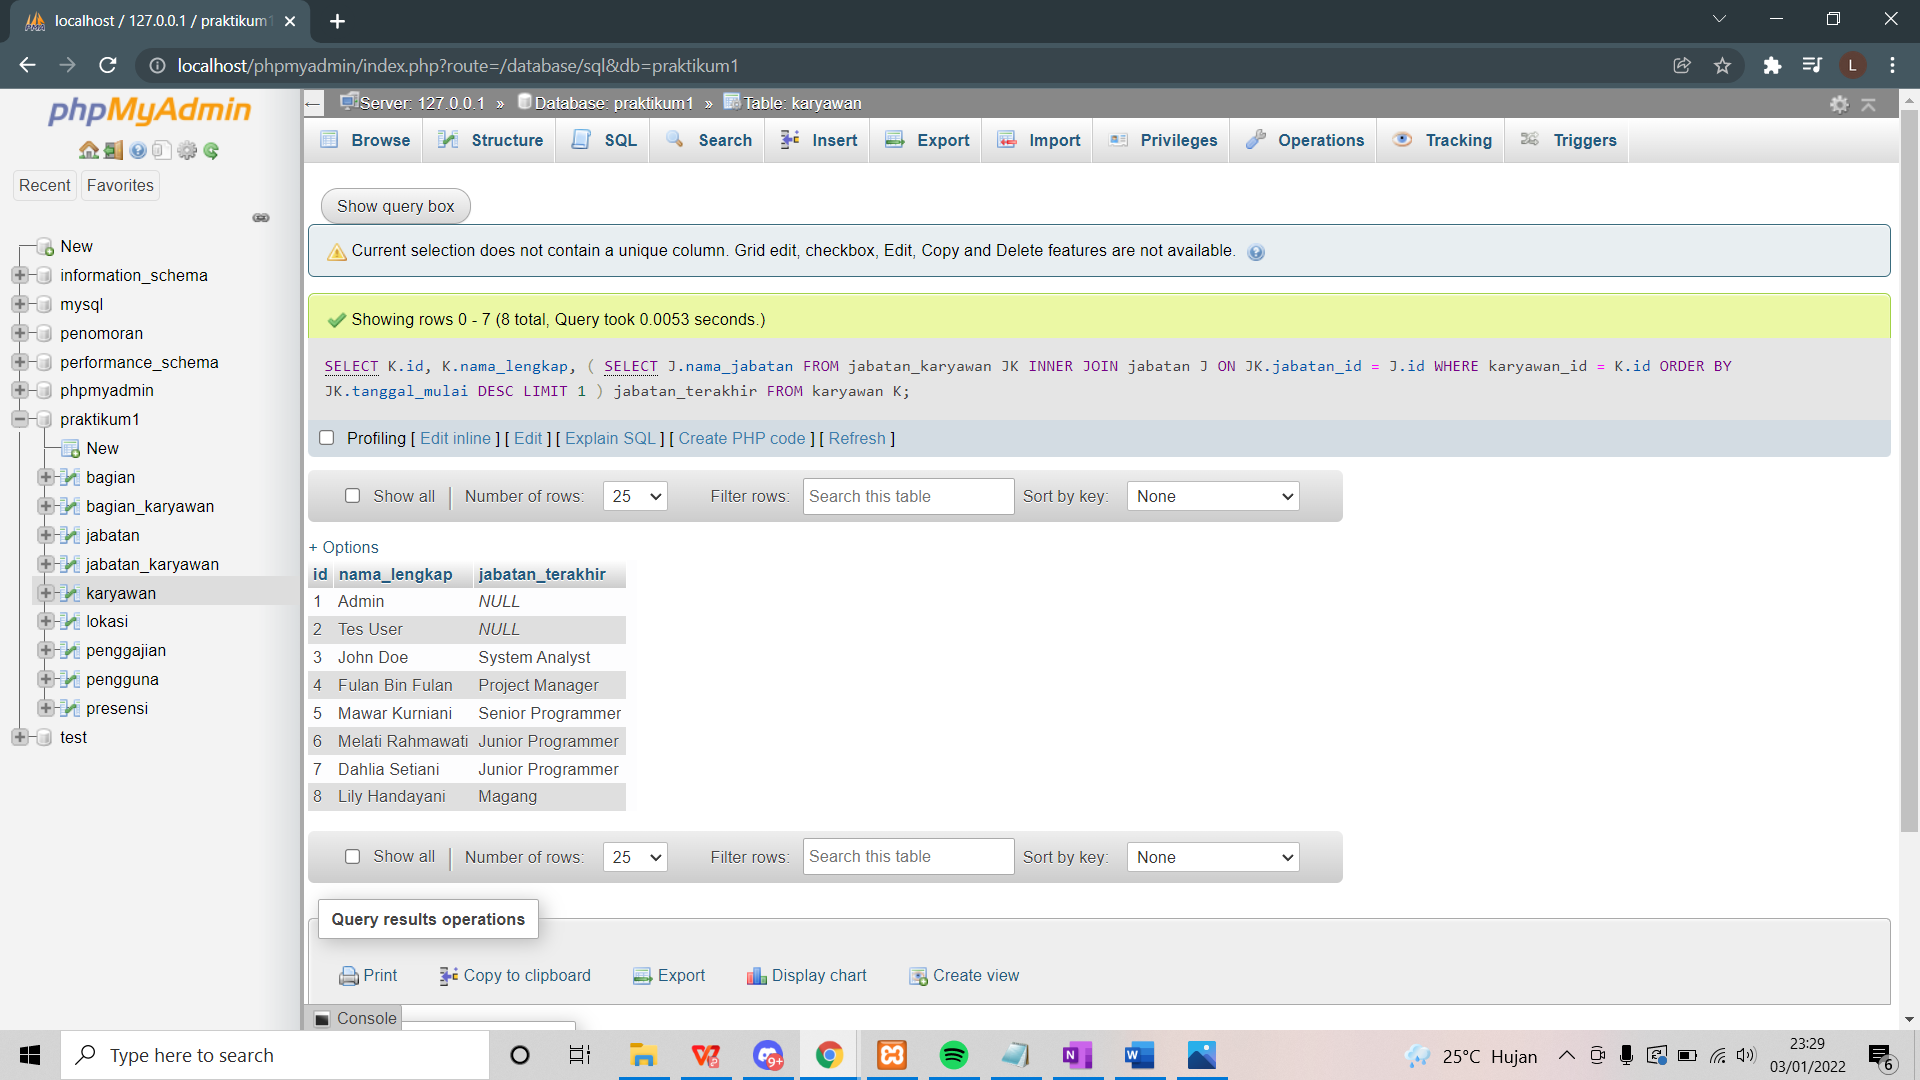 localhost / 127.0.0.1 / praktikum1
localhost/phpmyadmin/index.php?route=/database/sql&db=praktikum1
L
phpMyAdmin
Recent
Favorites
New
information_schema
mysql
penomoran
performance_schema
phpmyadmin
praktikum1
New
bagian
bagian_karyawan
jabatan
jabatan_karyawan
karyawan
lokasi
penggajian
pengguna
presensi
test
Server: 127.0.0.1 » Database: praktikum1 » Table: karyawan
Browse Structure SQL Search Insert Export Import Privileges Operations Tracking Triggers
Show query box
Current selection does not contain a unique column. Grid edit, checkbox, Edit, Copy and Delete features are not available.
Showing rows 0 - 7 (8 total, Query took 0.0053 seconds.)
SELECT K.id, K.nama_lengkap, ( SELECT J.nama_jabatan FROM jabatan_karyawan JK INNER JOIN jabatan J ON JK.jabatan_id = J.id WHERE karyawan_id = K.id ORDER BY
JK.tanggal_mulai DESC LIMIT 1 ) jabatan_terakhir FROM karyawan K;
Profiling [ Edit inline ] [ Edit ] [ Explain SQL ] [ Create PHP code ] [ Refresh ]
Show all Number of rows: 25 Filter rows: Search this table Sort by key: None
+ Options
id nama_lengkap jabatan_terakhir
1 Admin NULL
2 Tes User NULL
3 John Doe System Analyst
4 Fulan Bin Fulan Project Manager
5 Mawar Kurniani Senior Programmer
6 Melati Rahmawati Junior Programmer
7 Dahlia Setiani Junior Programmer
8 Lily Handayani Magang
Show all Number of rows: 25 Filter rows: Search this table Sort by key: None
Query results operations
Print Copy to clipboard Export Display chart Create view
Console
Type here to search
9+
25°C Hujan
23:29
03/01/2022
6